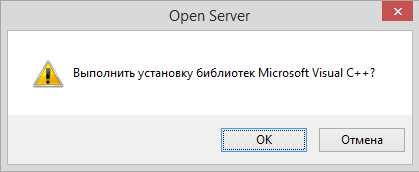 Open Server
Выполнить установку библиотек Microsoft Visual C++?
OK
Отмена